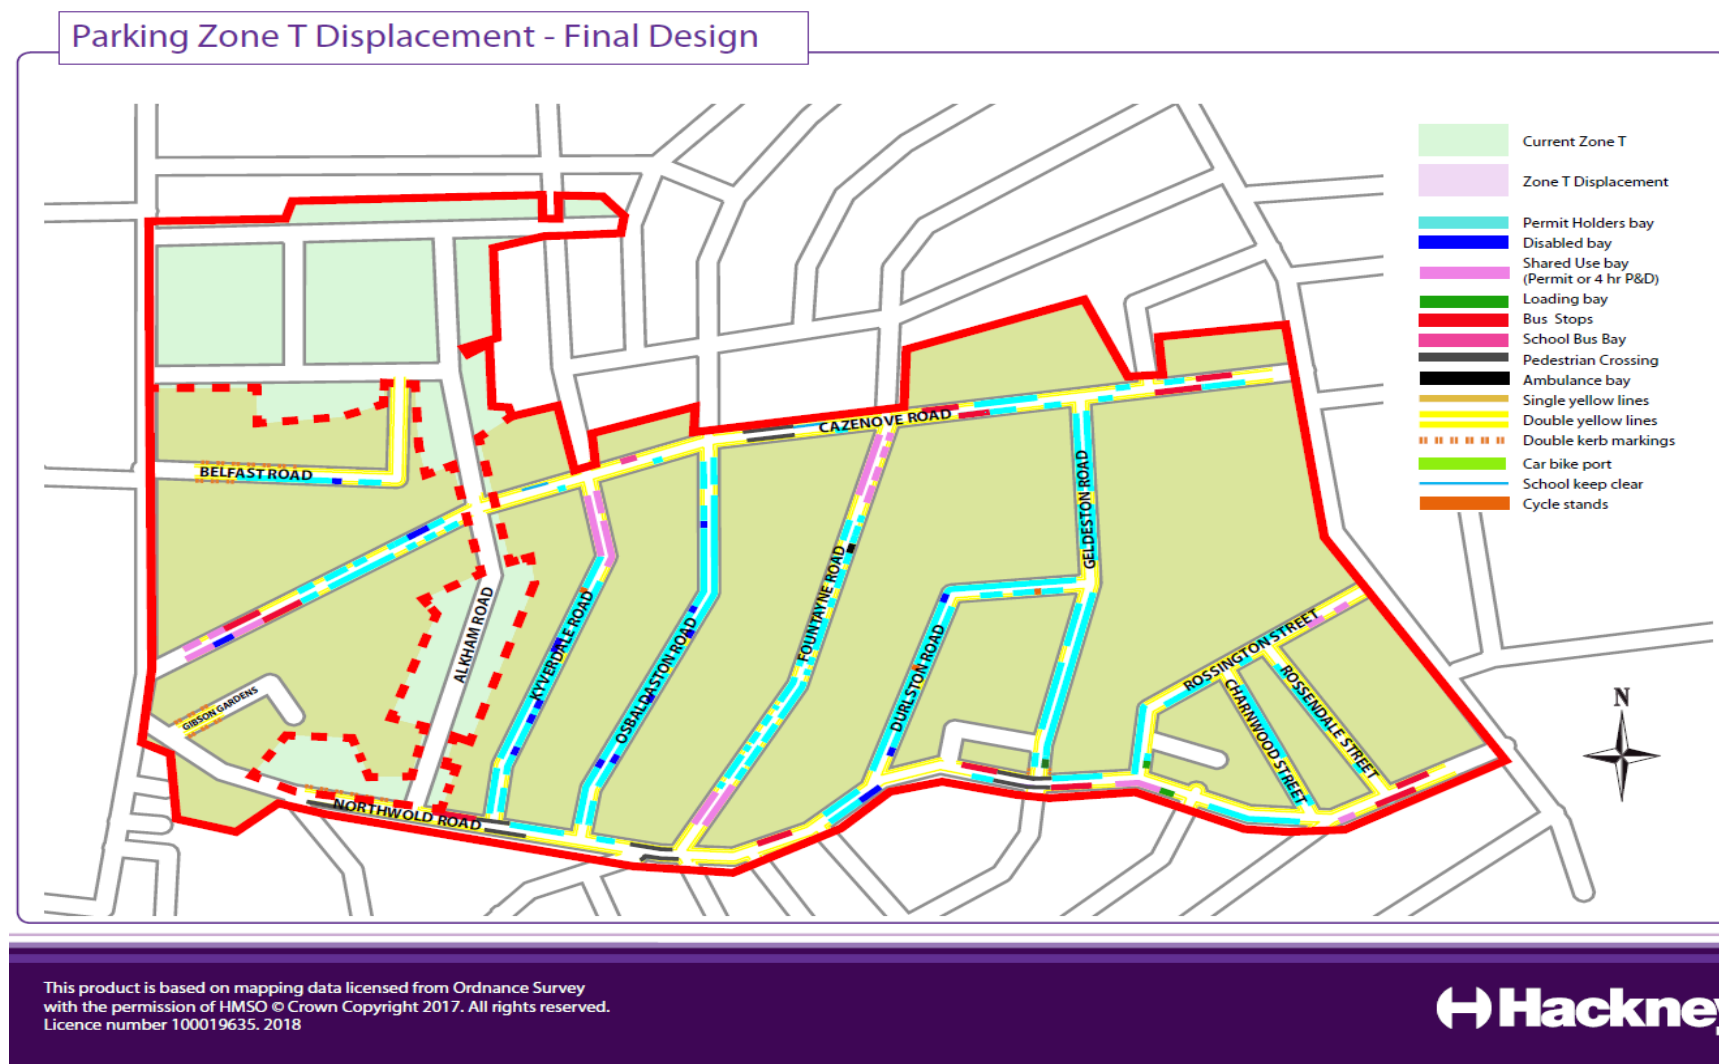 Parking Zone T Displacement - Final Design
Current Zone T
Zone T Displacement
Permit Holders bay
Disabled bay
Shared Use bay
(Permit or 4 hr P&D)
Loading bay
Bus Stops
School Bus Bay
Pedestrian Crossing
Ambulance bay
Single yellow lines
Double yellow lines
Double kerb markings
Car bike port
School keep clear
Cycle stands
CAZENOVE ROAD
BELFAST ROAD
GELDESTON ROAD
FOUNTAYNE ROAD
ALKHAM ROAD
KYVERDALE ROAD
OSBALDASTON ROAD
DURLSTON ROAD
ROSSINGTON STREET
ROSSENDALE STREET
CHARNWOOD STREET
GIBSON GARDENS
NORTHWOLD ROAD
N
This product is based on mapping data licensed from Ordnance Survey
with the permission of HMSO © Crown Copyright 2017. All rights reserved.
Licence number 100019635. 2018
Hackney